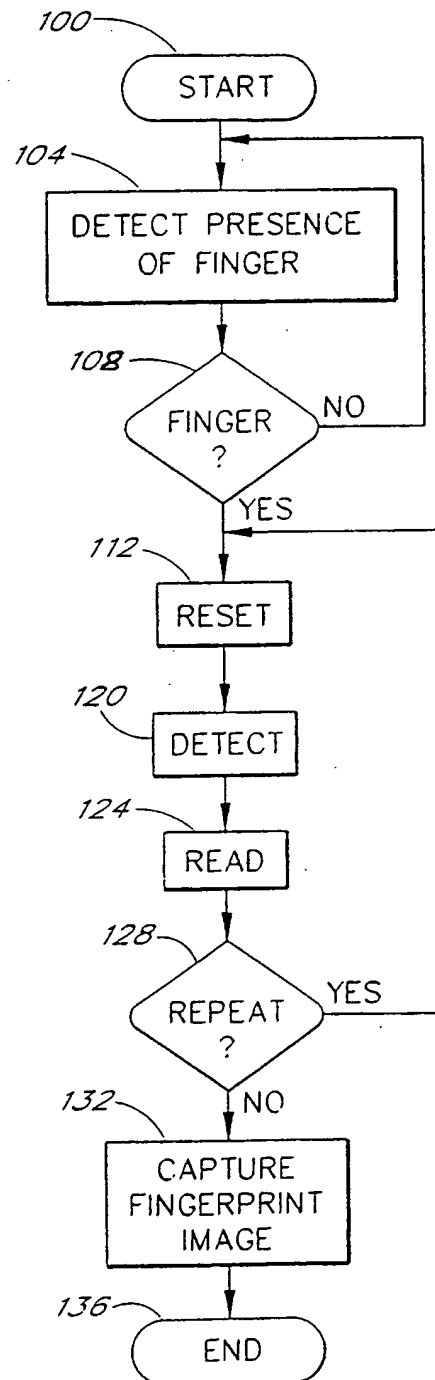 100
START
104
DETECT PRESENCE
OF FINGER
108
FINGER
?
NO
YES
112
RESET
120
DETECT
124
READ
128
REPEAT
?
YES
NO
132
CAPTURE
FINGERPRINT
IMAGE
136
END